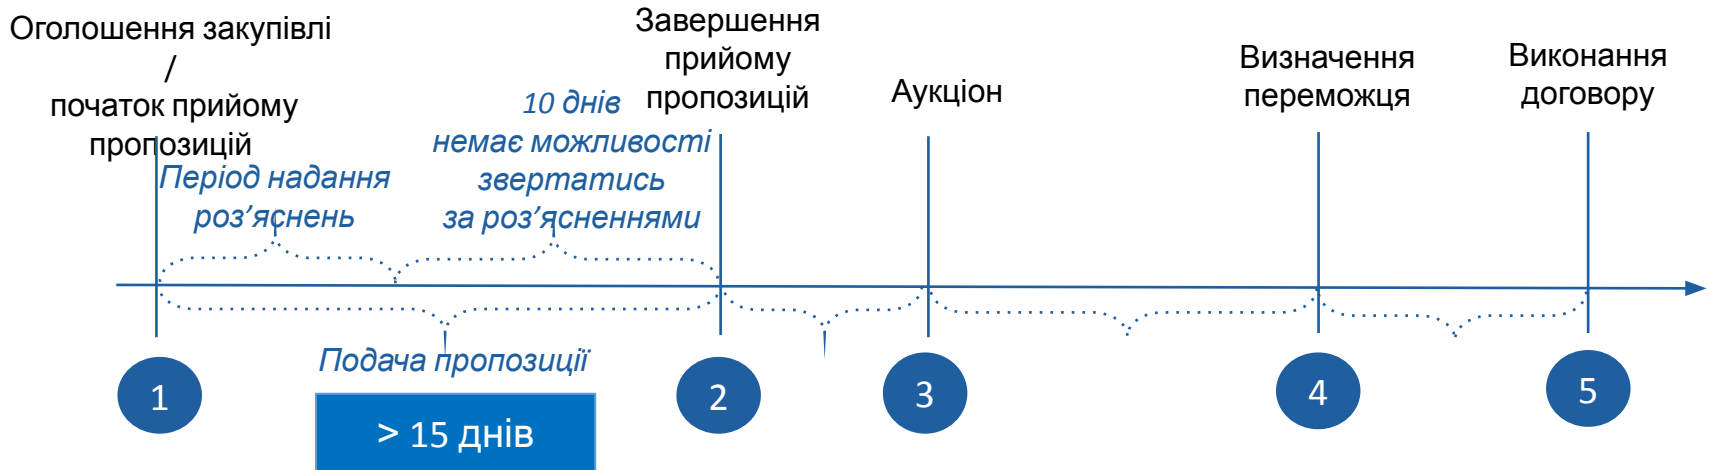 Оголошення закупівлі
/
початок прийому
пропозицій
Період надання
роз’яснень
10 днів
немає можливості
звертатись
за роз’ясненнями
Завершення
прийому
пропозицій
Аукціон
Визначення
переможця
Виконання
договору
Подача пропозиції
> 15 днів
1
2
3
4
5